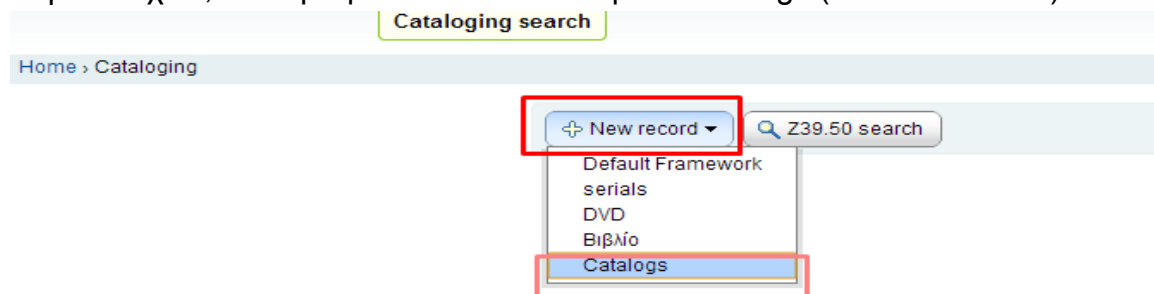 Cataloging search
Home › Cataloging
New record
Z39.50 search
Default Framework
serials
DVD
Βιβλίο
Catalogs